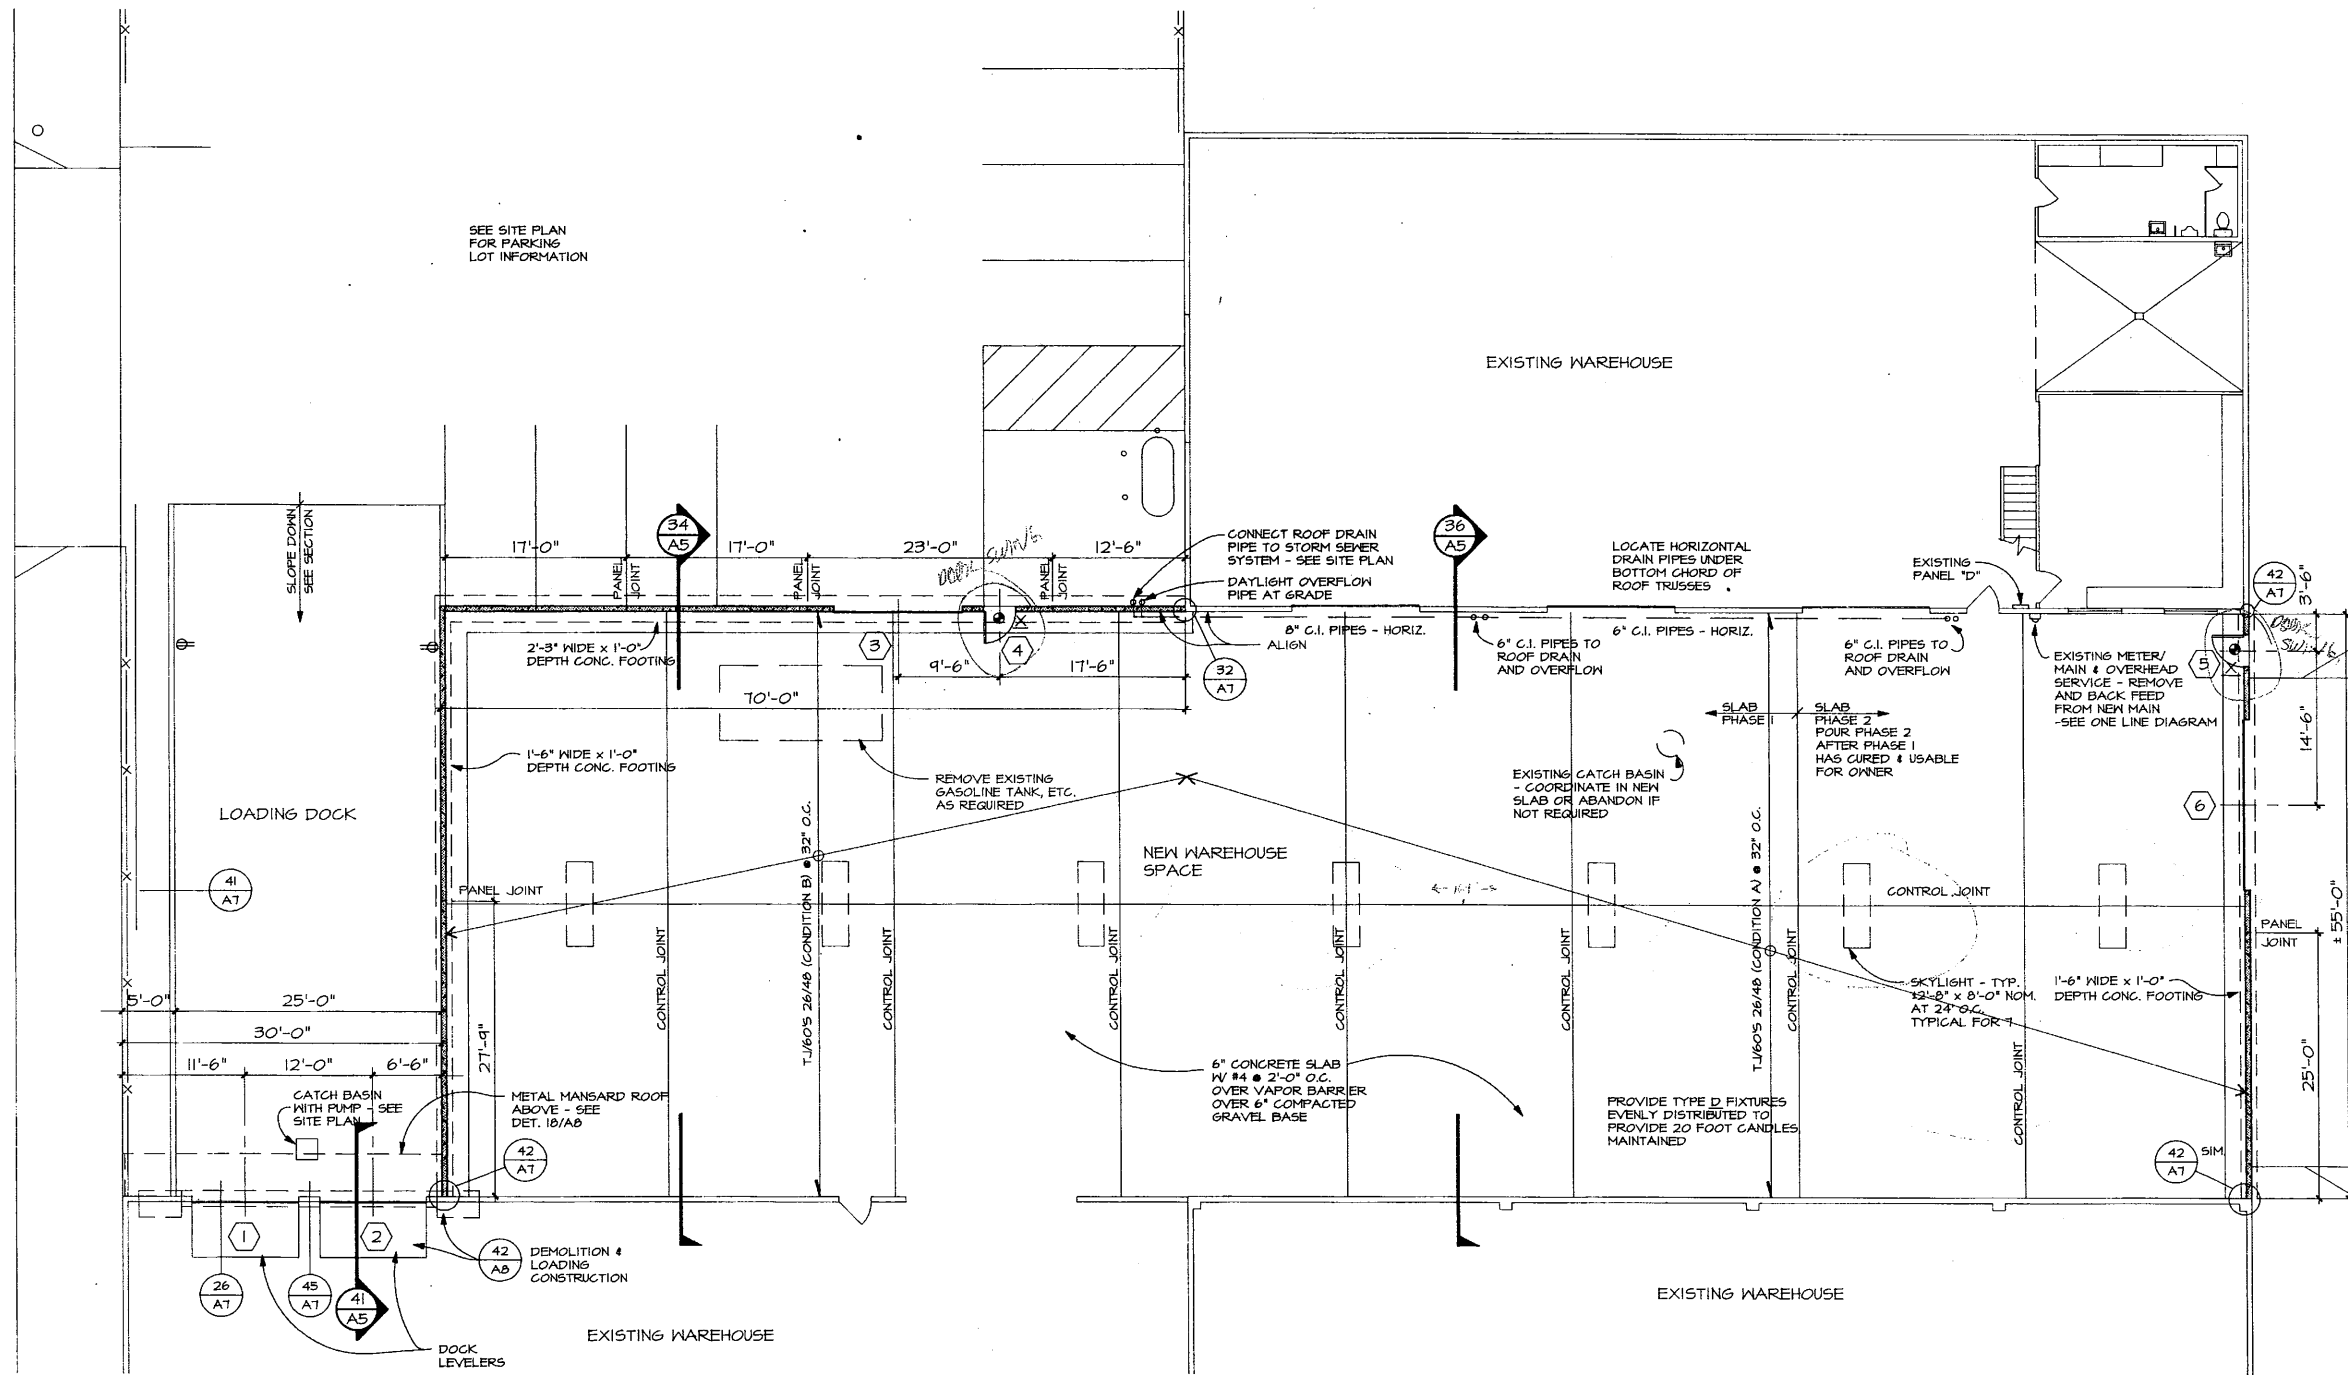 SEE SITE PLAN
FOR PARKING
LOT INFORMATION
EXISTING WAREHOUSE
SLOPE DOWN
SEE SECTION
17'-0"
PANEL
JOINT
34
A5
17'-0"
PANEL
JOINT
23'-0"
DOOR SWING
PANEL
JOINT
12'-6"
CONNECT ROOF DRAIN
PIPE TO STORM SEWER
SYSTEM - SEE SITE PLAN
DAYLIGHT OVERFLOW
PIPE AT GRADE
36
A5
LOCATE HORIZONTAL
DRAIN PIPES UNDER
BOTTOM CHORD OF
ROOF TRUSSES
EXISTING
PANEL "D"
42
A7
3'-6"
2'-3" WIDE x 1'-0"
DEPTH CONC. FOOTING
3
4
9'-6"
17'-6"
8" C.I. PIPES - HORIZ.
ALIGN
32
A7
6" C.I. PIPES TO
ROOF DRAIN
AND OVERFLOW
6" C.I. PIPES - HORIZ.
6" C.I. PIPES TO
ROOF DRAIN
AND OVERFLOW
EXISTING METER/
MAIN & OVERHEAD
SERVICE - REMOVE
AND BACK FEED
FROM NEW MAIN
-SEE ONE LINE DIAGRAM
5
DOOR
SWING
70'-0"
SLAB
PHASE 1
SLAB
PHASE 2
POUR PHASE 2
AFTER PHASE 1
HAS CURED & USABLE
FOR OWNER
14'-6"
1'-6" WIDE x 1'-0"
DEPTH CONC. FOOTING
REMOVE EXISTING
GASOLINE TANK, ETC.
AS REQUIRED
EXISTING CATCH BASIN
- COORDINATE IN NEW
SLAB OR ABANDON IF
NOT REQUIRED
6
LOADING DOCK
41
A7
PANEL JOINT
TJ/60'S 26/48 (CONDITION B) @ 32" O.C.
NEW WAREHOUSE
SPACE
TJ/60'S 26/48 (CONDITION A) @ 32" O.C.
CONTROL JOINT
PANEL
JOINT
± 55'-0"
CONTROL JOINT
CONTROL JOINT
CONTROL JOINT
CONTROL JOINT
CONTROL JOINT
CONTROL JOINT
CONTROL JOINT
SKYLIGHT - TYP.
±2'-8" x 8'-0" NOM.
AT 24' O.C.
TYPICAL FOR 7
1'-6" WIDE x 1'-0"
DEPTH CONC. FOOTING
5'-0"
25'-0"
30'-0"
11'-6"
12'-0"
6'-6"
27'-9"
25'-0"
CATCH BASIN
WITH PUMP - SEE
SITE PLAN
METAL MANSARD ROOF
ABOVE - SEE
DET. 18/A8
6" CONCRETE SLAB
W/ #4 @ 2'-0" O.C.
OVER VAPOR BARRIER
OVER 6" COMPACTED
GRAVEL BASE
PROVIDE TYPE D FIXTURES
EVENLY DISTRIBUTED TO
PROVIDE 20 FOOT CANDLES
MAINTAINED
42
A7
42
A7
SIM.
1
2
42
A8
DEMOLITION &
LOADING
CONSTRUCTION
26
A7
45
A7
41
A5
DOCK
LEVELERS
EXISTING WAREHOUSE
EXISTING WAREHOUSE